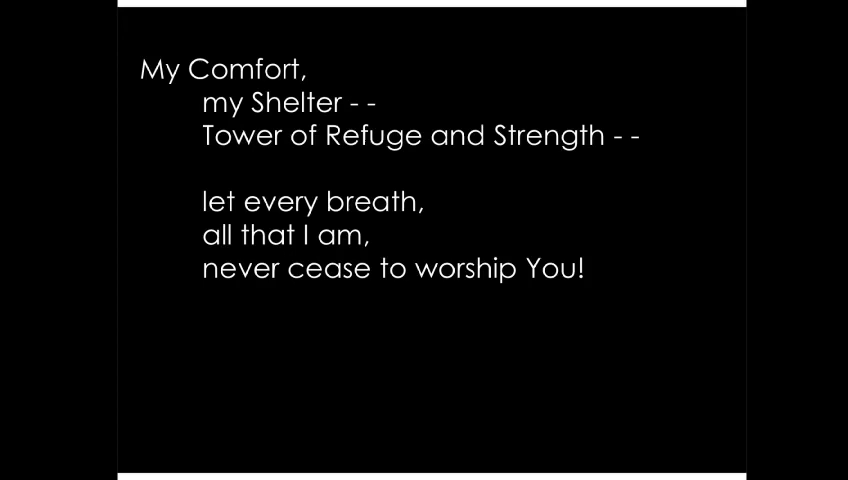 My Comfort,
my Shelter - -
Tower of Refuge and Strength - -
let every breath,
all that I am,
never cease to worship You!